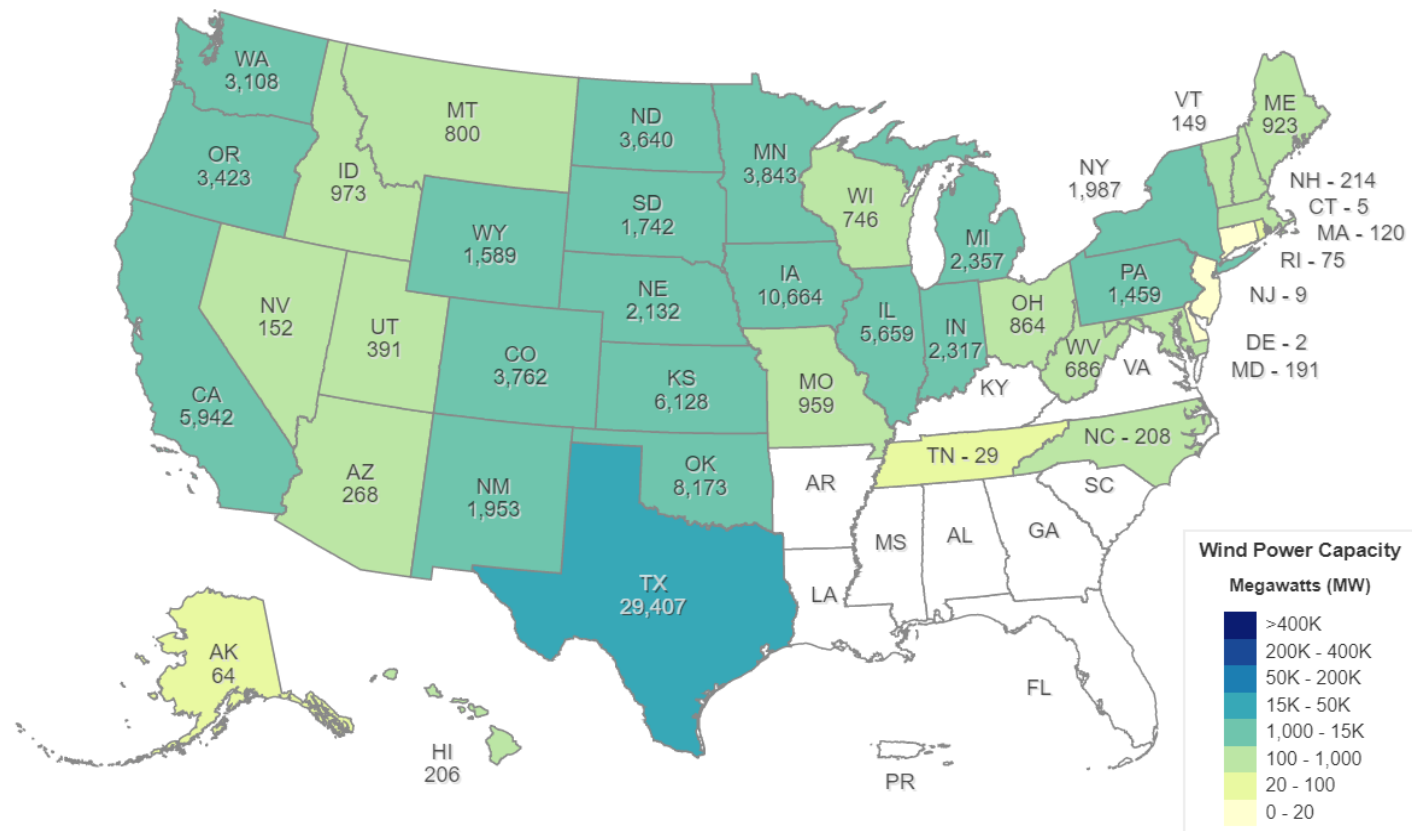 WA
3,108
MT
800
ND
3,640
MN
3,843
VT
149
ME
923
OR
3,423
ID
973
WI
746
NY
1,987
NH - 214
CT - 5
MA - 120
RI - 75
SD
1,742
WY
1,589
MI
2,357
PA
1,459
NJ - 9
NE
2,132
IA
10,664
IL
5,659
IN
2,317
OH
864
NV
152
UT
391
CO
3,762
DE - 2
MD - 191
WV
686
VA
KY
CA
5,942
KS
6,128
MO
959
NC - 208
TN - 29
AZ
268
NM
1,953
OK
8,173
AR
SC
MS
AL
GA
TX
29,407
LA
AK
64
FL
HI
206
PR
Wind Power Capacity
Megawatts (MW)
>400K
200K - 400K
50K - 200K
15K - 50K
1,000 - 15K
100 - 1,000
20 - 100
0 - 20